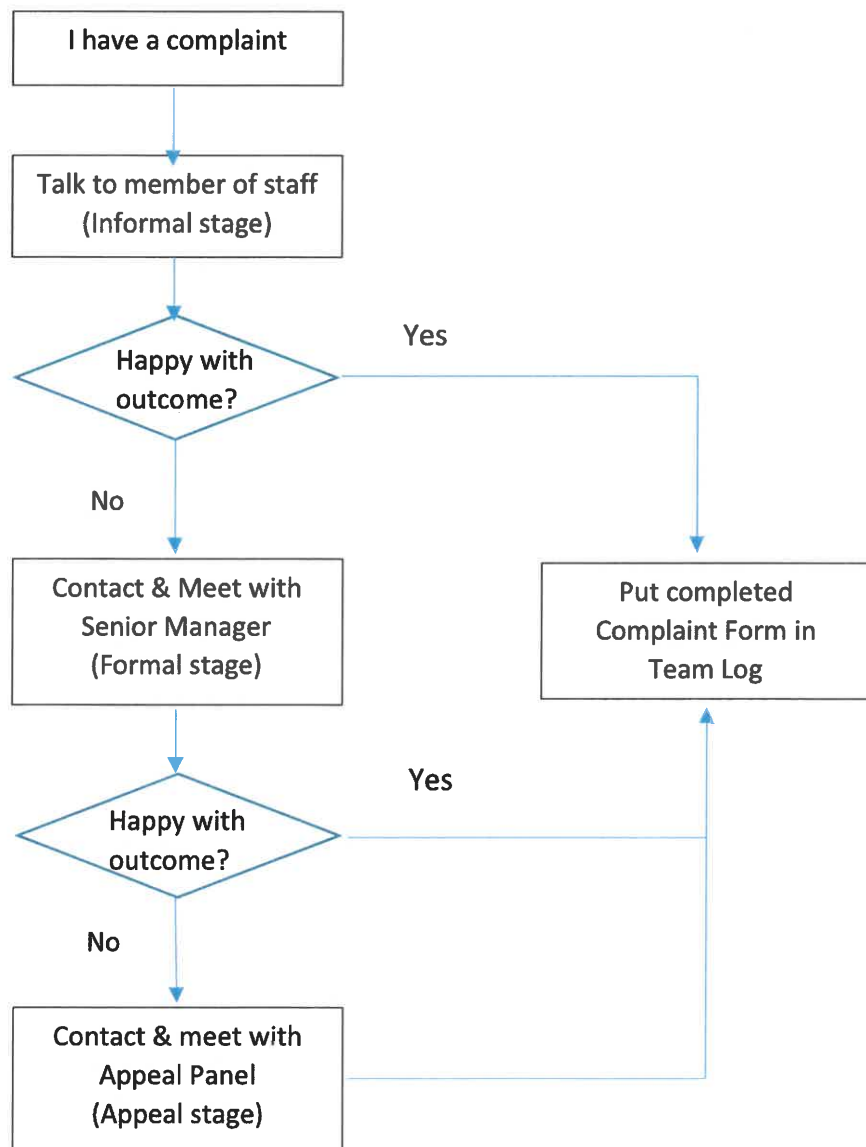 I have a complaint
Talk to member of staff
(Informal stage)
Happy with
outcome?
Yes
No
Contact & Meet with
Senior Manager
(Formal stage)
Put completed
Complaint Form in
Team Log
Happy with
outcome?
Yes
No
Contact & meet with
Appeal Panel
(Appeal stage)